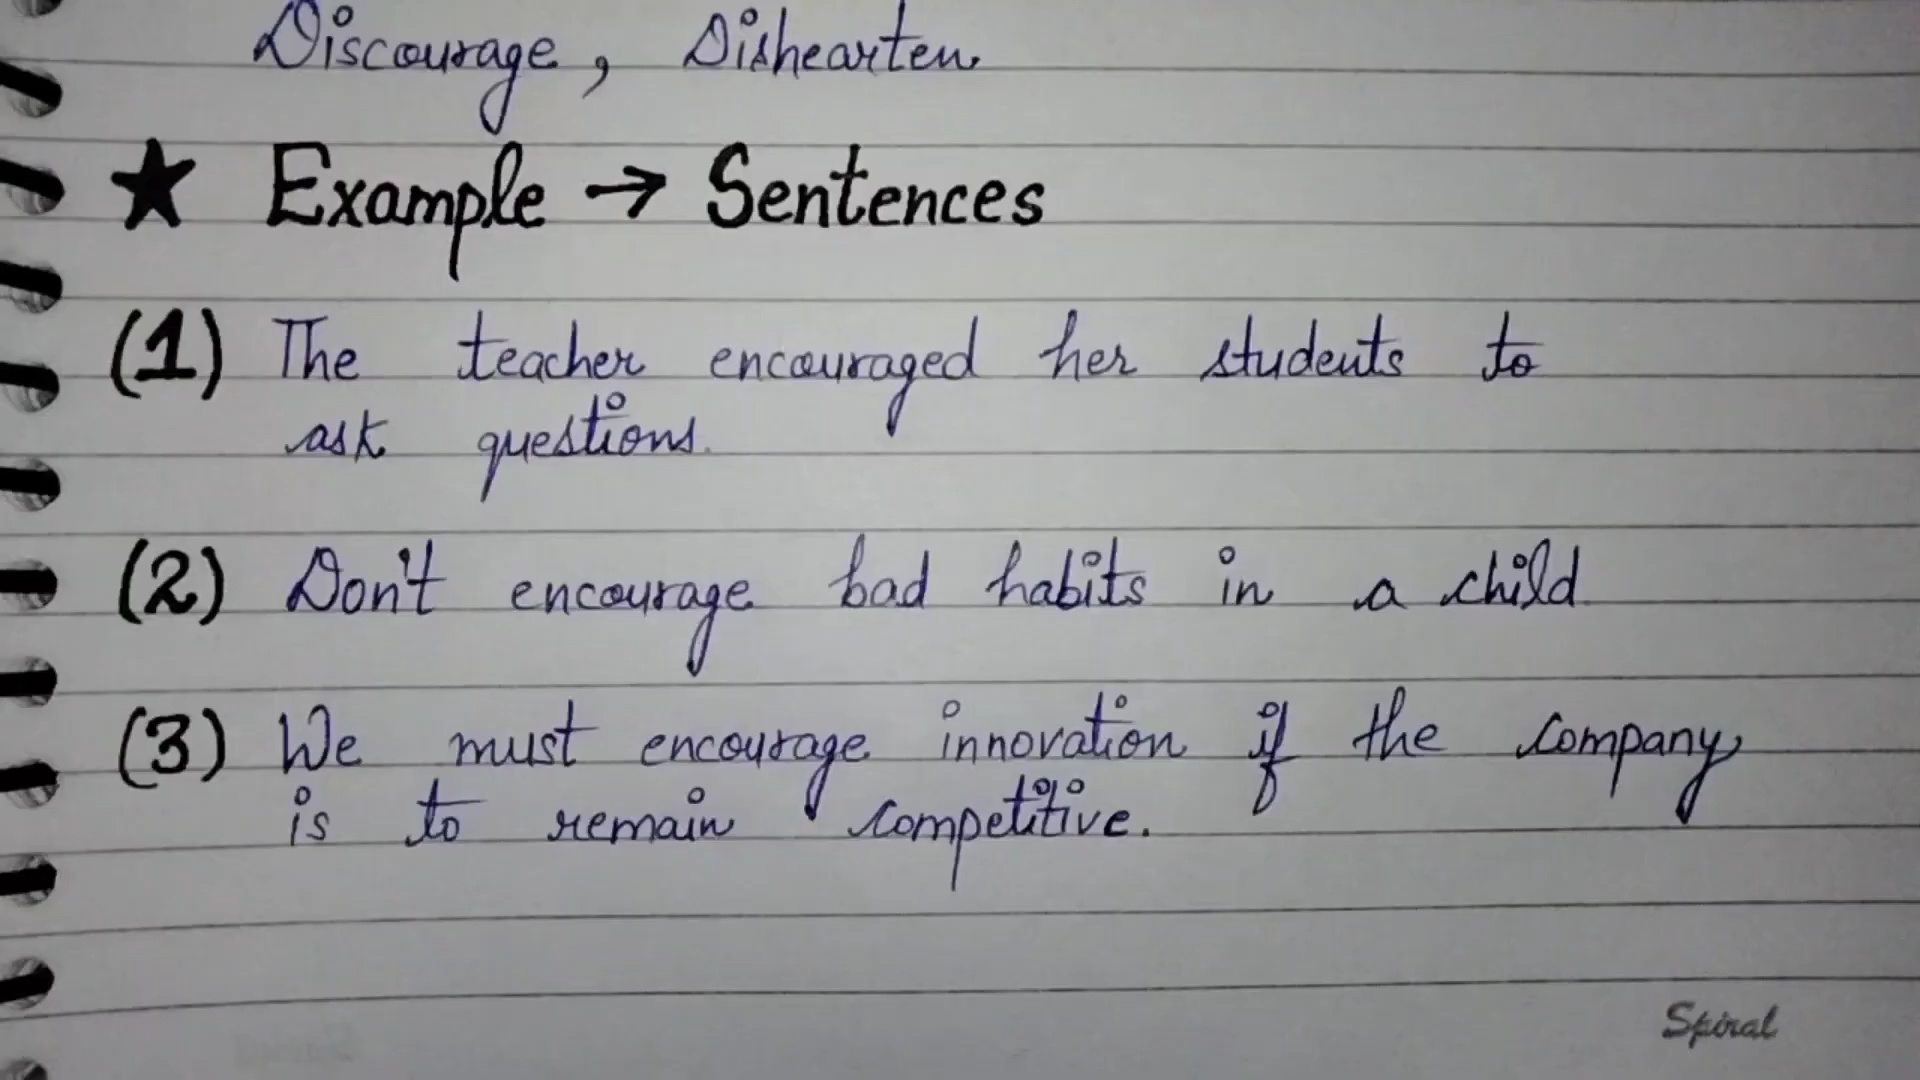 Discourage, Dishearten.
★ Example → Sentences
(1) The teacher encouraged her students to
ask questions.
(2) Don't encourage bad habits in a child
(3) We must encourage innovation if the company
is to remain competitive.
Spiral